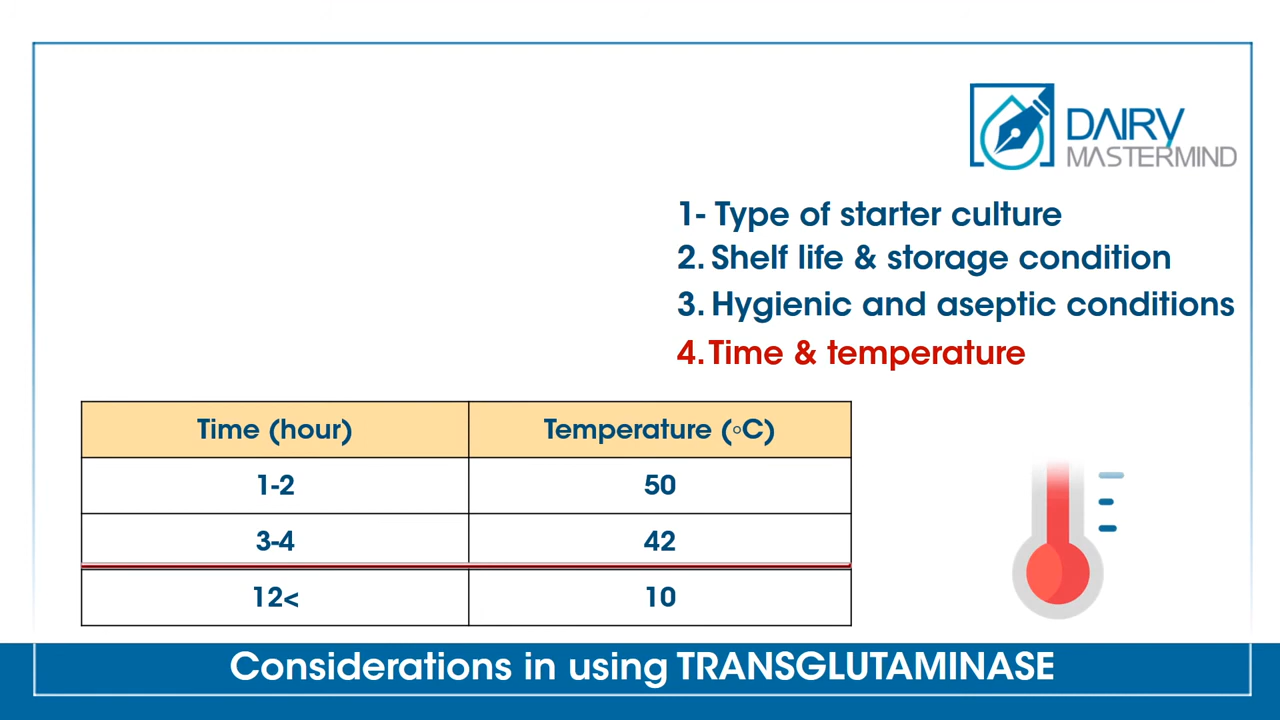 DAIRY
MASTERMIND
1- Type of starter culture
2. Shelf life & storage condition
3. Hygienic and aseptic conditions
4. Time & temperature
Time (hour) Temperature (◦C)
1-2 50
3-4 42
12< 10
Considerations in using TRANSGLUTAMINASE